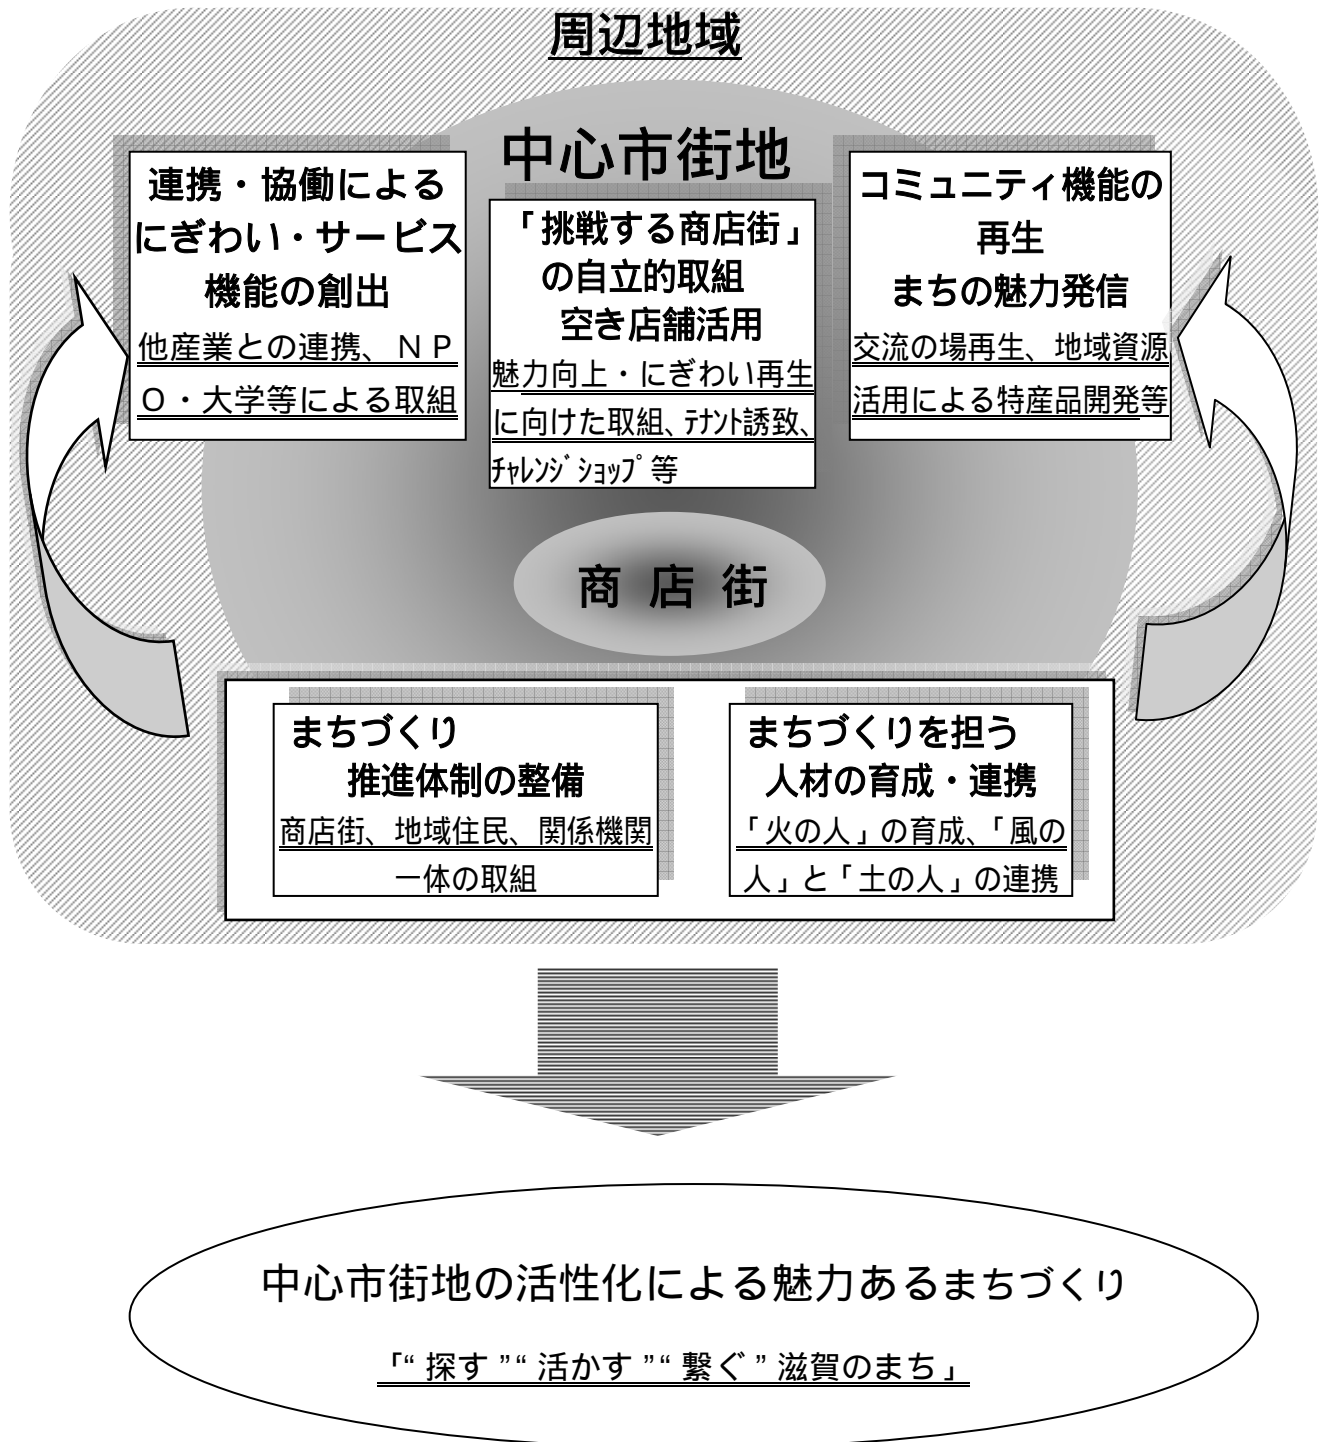 周辺地域
中心市街地
連携・協働による
にぎわい・サービス
機能の創出
他産業との連携、ＮＰ
Ｏ・大学等による取組
「挑戦する商店街」
の自立的取組
空き店舗活用
魅力向上・にぎわい再生
に向けた取組、ﾃﾅﾝﾄ誘致、
ﾁｬﾚﾝｼﾞｼｮｯﾌﾟ等
コミュニティ機能の
再生
まちの魅力発信
交流の場再生、地域資源
活用による特産品開発等
商 店 街
まちづくり
推進体制の整備
商店街、地域住民、関係機関
一体の取組
まちづくりを担う
人材の育成・連携
「火の人」の育成、「風の
人」と「土の人」の連携
中心市街地の活性化による魅力あるまちづくり
「“探す”“活かす”“繋ぐ”滋賀のまち」